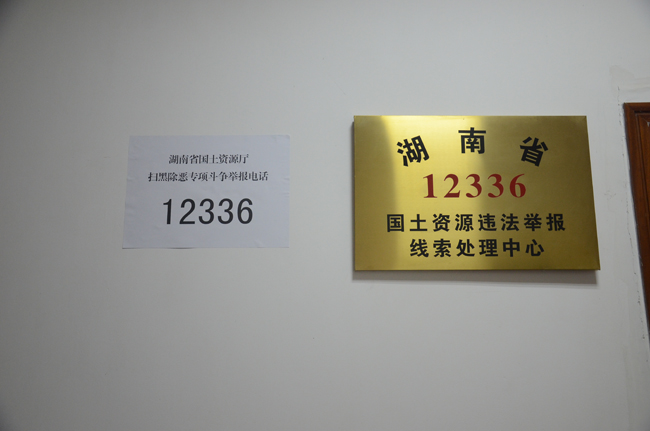 湖南省国土资源厅
扫黑除恶专项斗争举报电话
12336
湖南省
12336
国土资源违法举报
线索处理中心